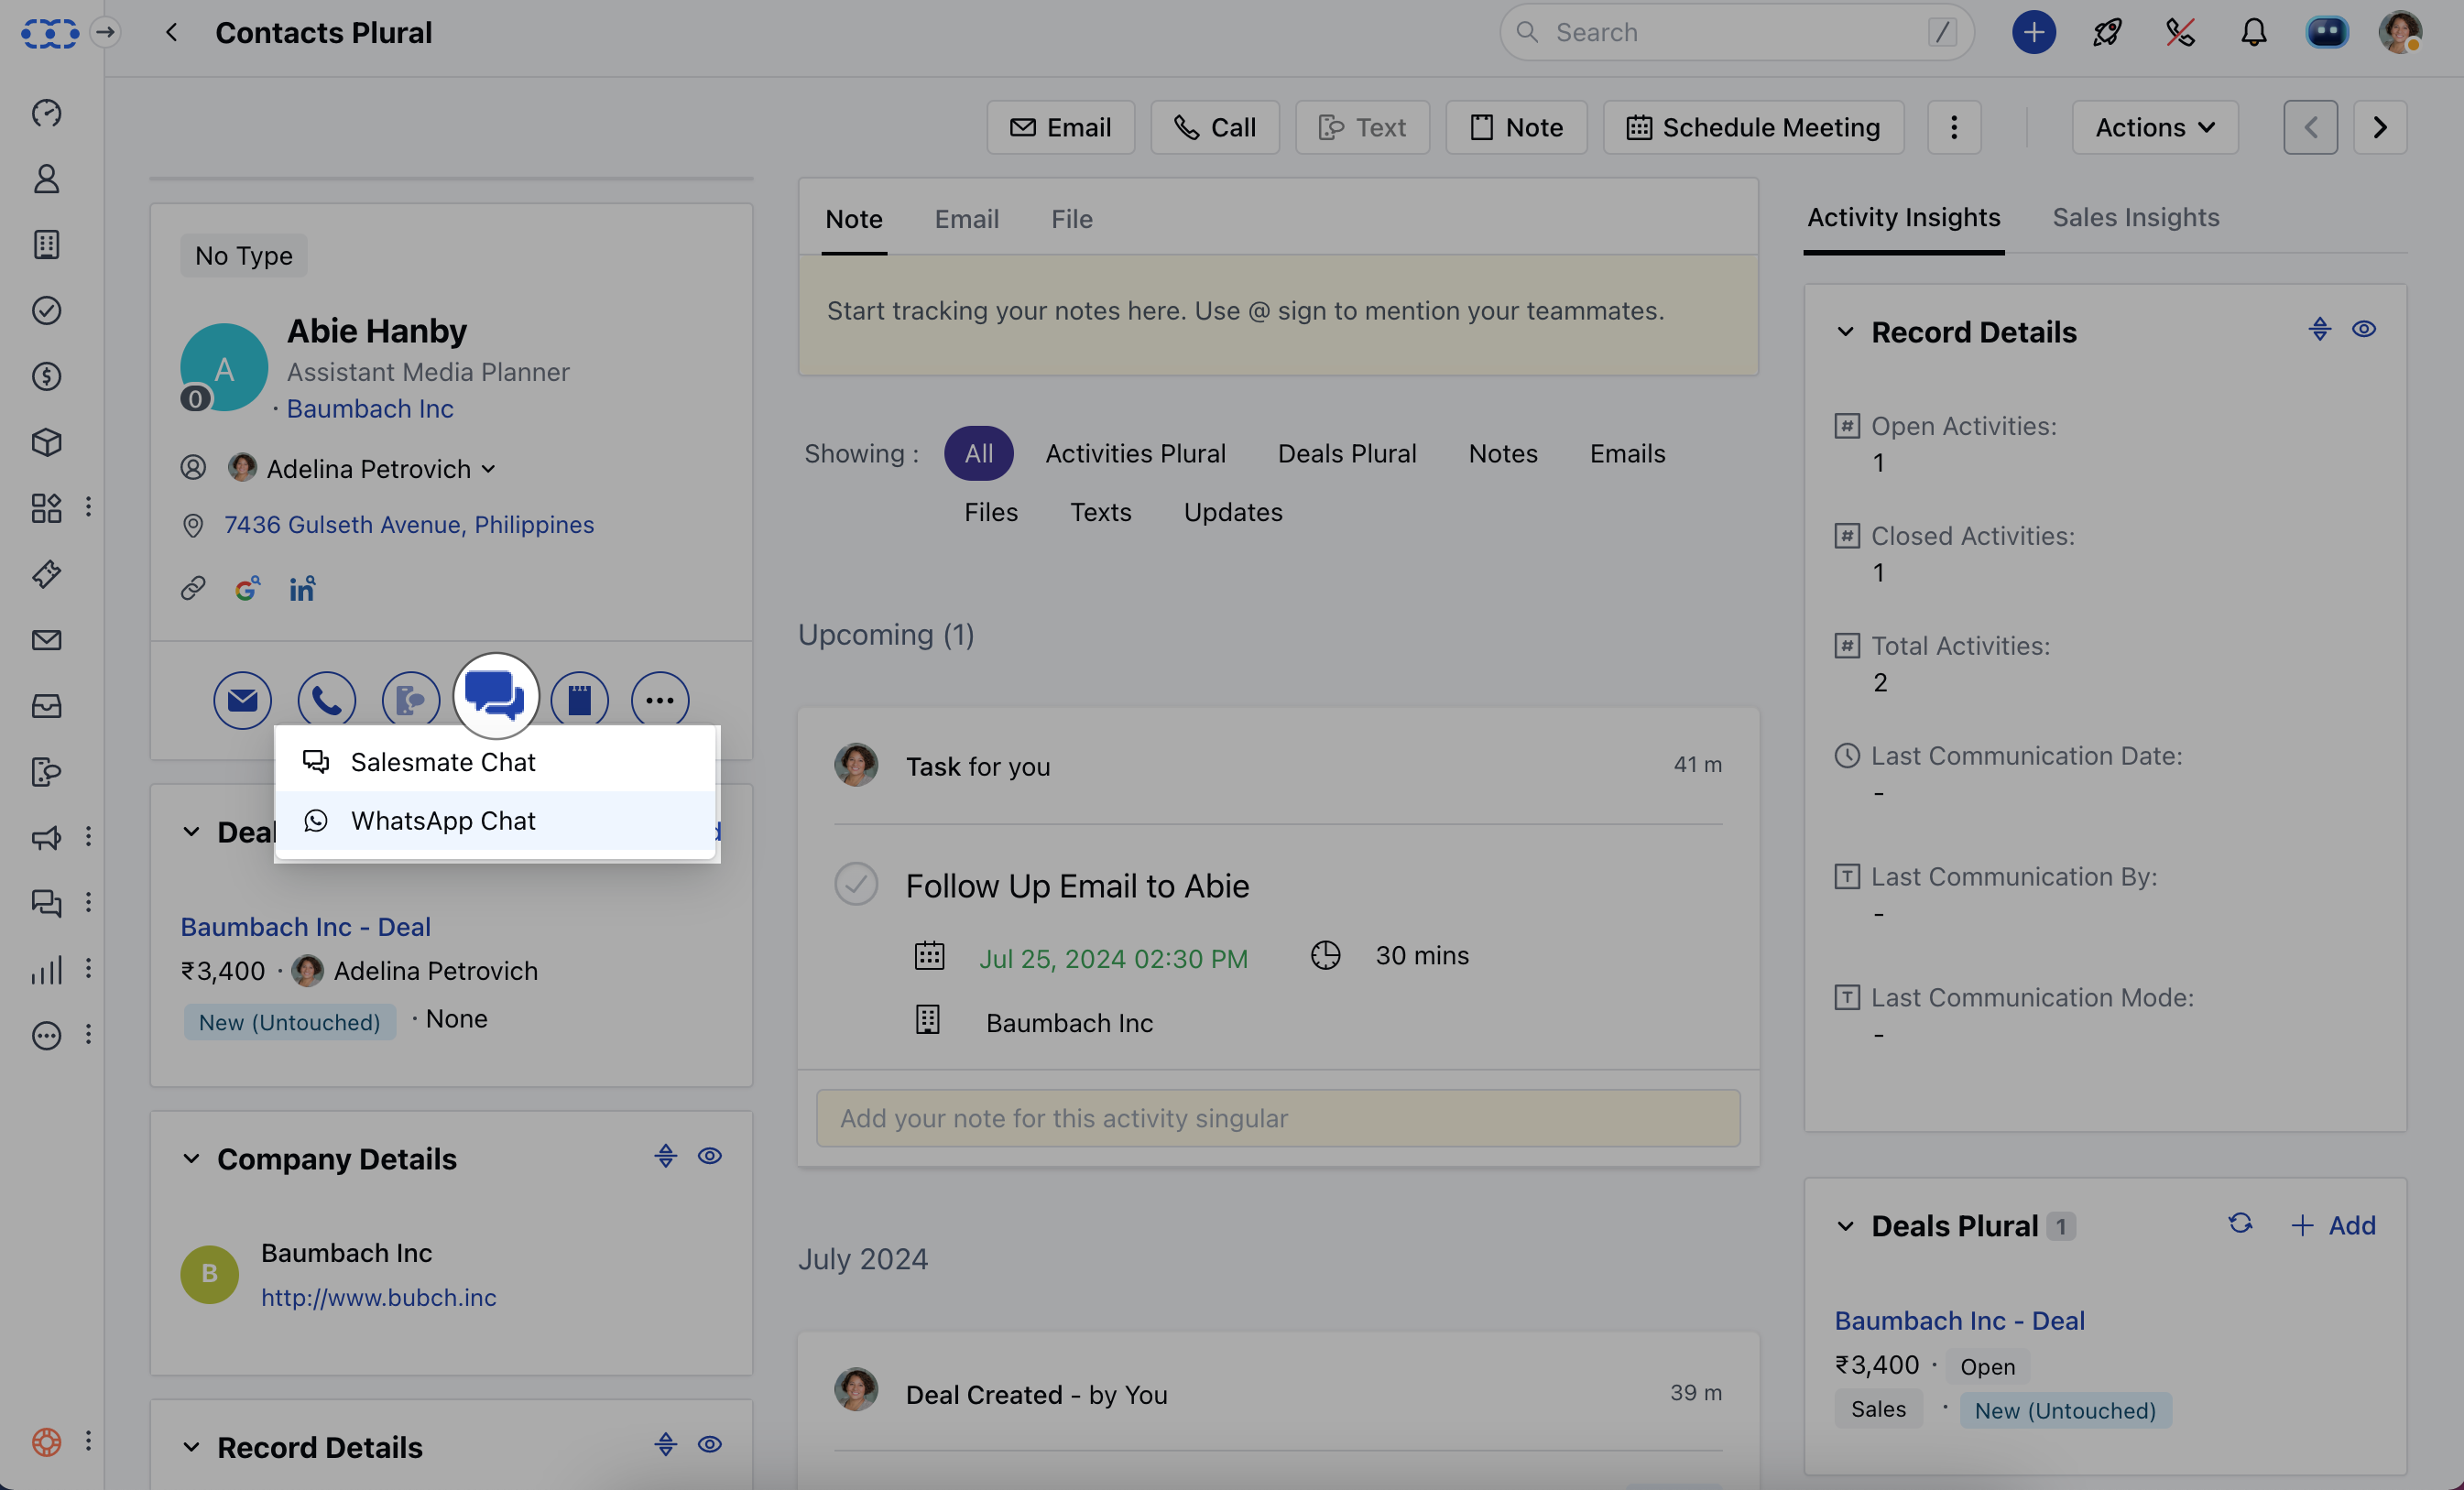 Contacts Plural
Search /
Email Call Text Note Schedule Meeting Actions
No Type
A
0
Abie Hanby
Assistant Media Planner
· Baumbach Inc
Adelina Petrovich
7436 Gulseth Avenue, Philippines
G in
Salesmate Chat
WhatsApp Chat
Deal d
Baumbach Inc - Deal
₹3,400 · Adelina Petrovich
New (Untouched) · None
Company Details
B
Baumbach Inc
http://www.bubch.inc
Record Details
Note Email File
Start tracking your notes here. Use @ sign to mention your teammates.
Showing : All Activities Plural Deals Plural Notes Emails
Files Texts Updates
Upcoming (1)
Task for you 41 m
Follow Up Email to Abie
Jul 25, 2024 02:30 PM 30 mins
Baumbach Inc
Add your note for this activity singular
July 2024
Deal Created - by You 39 m
Activity Insights Sales Insights
Record Details
# Open Activities:
1
# Closed Activities:
1
# Total Activities:
2
Last Communication Date:
-
T Last Communication By:
-
T Last Communication Mode:
-
Deals Plural 1 + Add
Baumbach Inc - Deal
₹3,400 · Open
Sales · New (Untouched)